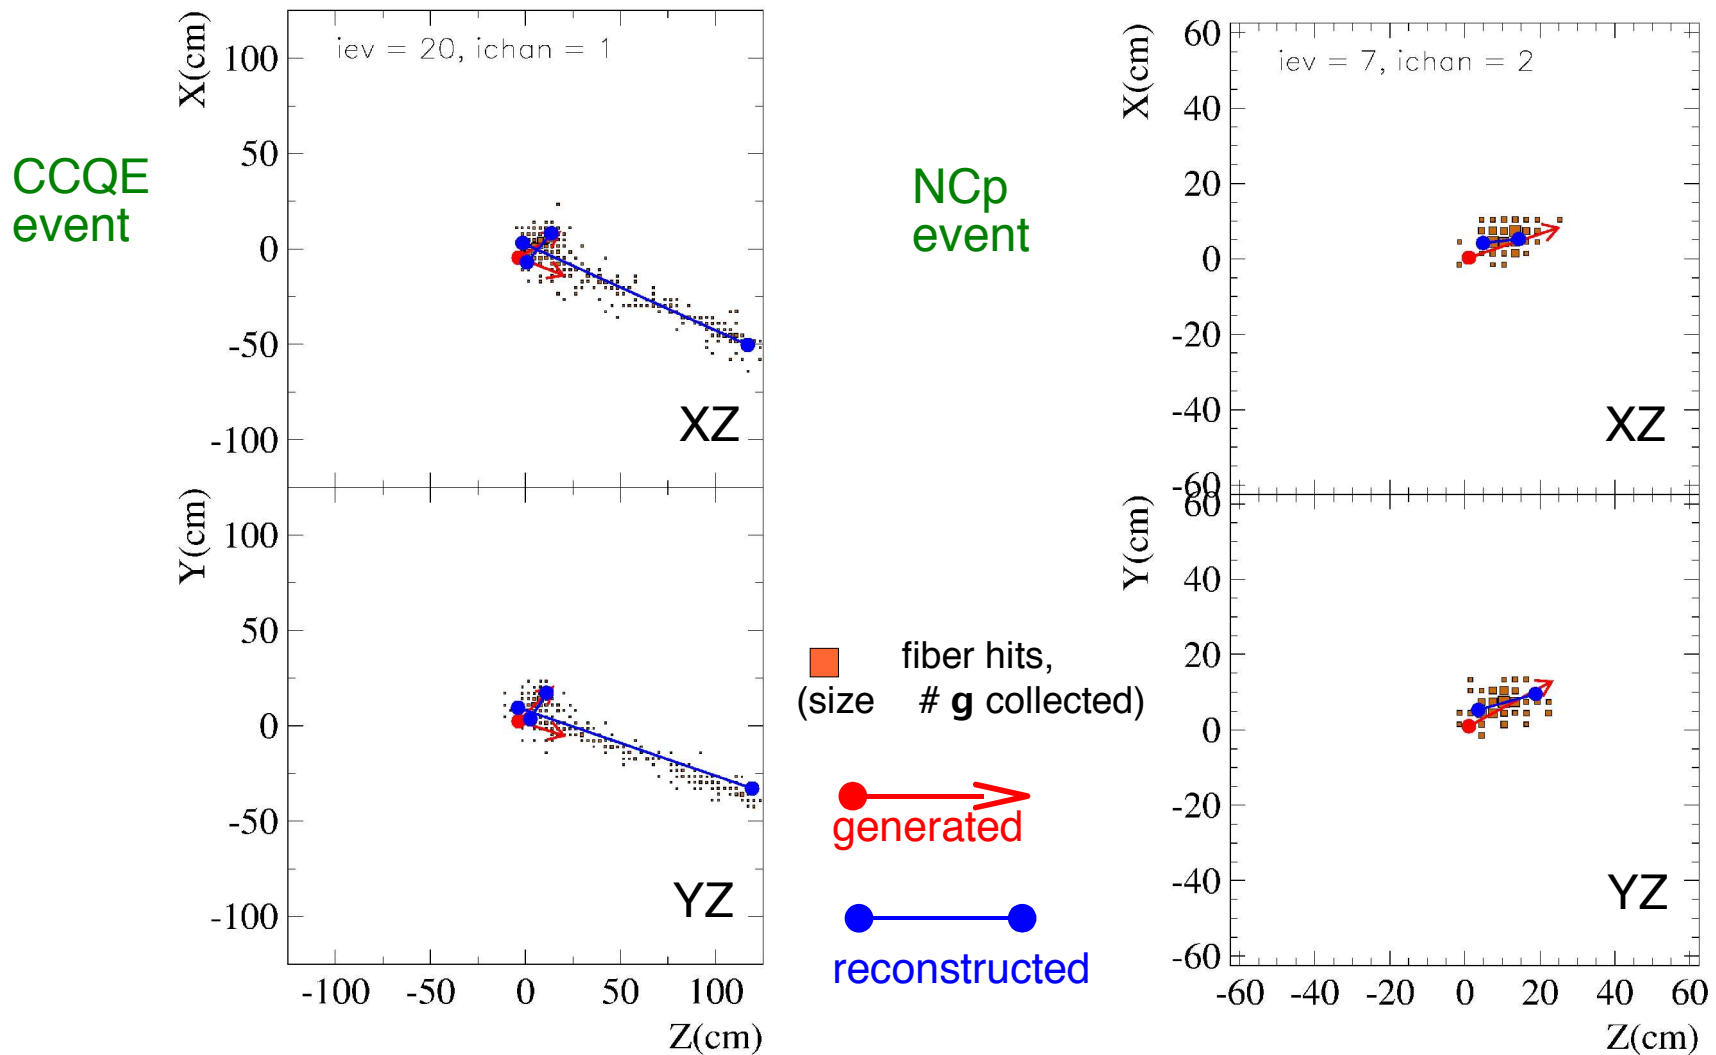 CCQE
event
X(cm)
iev = 20, ichan = 1
100
50
0
-50
-100
XZ
Y(cm)
100
50
0
-50
-100
YZ
-100 -50 0 50 100
Z(cm)
NCp
event
X(cm)
iev = 7, ichan = 2
60
40
20
0
-20
-40
-60
XZ
Y(cm)
60
40
20
0
-20
-40
-60
YZ
-60 -40 -20 0 20 40 60
Z(cm)
fiber hits,
(size # g collected)
generated
reconstructed